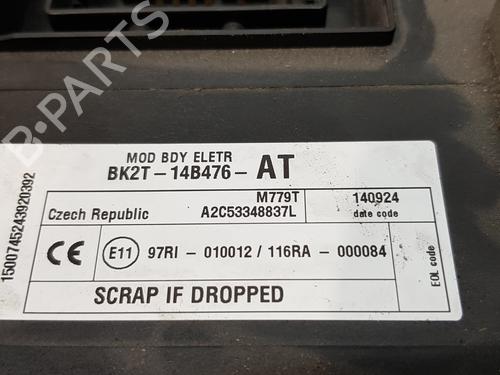 B-PARTS
MOD BDY ELETR
BK2T-14B476-AT
M779T
140924
Czech Republic
A2C53348837L
date code
CE
E11
97RI - 010012 / 116RA - 000084
SCRAP IF DROPPED
EOL code
1500745243920392